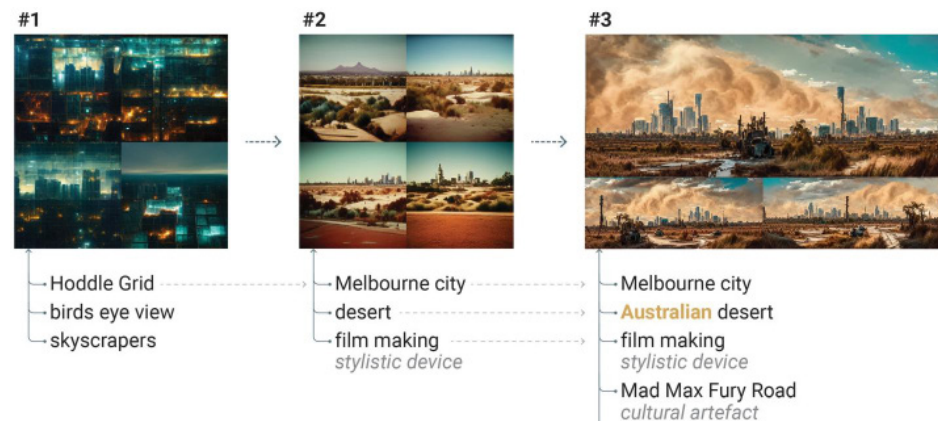 #1
#2
#3
Hoddle Grid
birds eye view
skyscrapers
Melbourne city
desert
film making
stylistic device
Melbourne city
Australian desert
film making
stylistic device
Mad Max Fury Road
cultural artefact